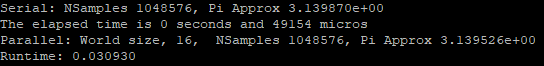 Serial: NSamples 1048576, Pi Approx 3.139870e+00
The elapsed time is 0 seconds and 49154 micros
Parallel: World size, 16,  NSamples 1048576, Pi Approx 3.139526e+00
Runtime: 0.030930